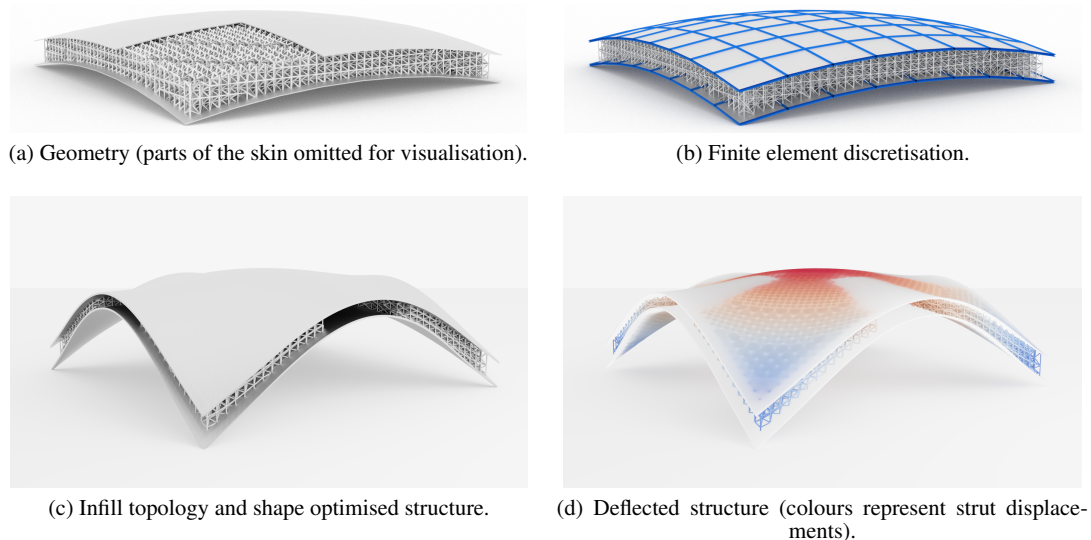 (a) Geometry (parts of the skin omitted for visualisation).
(b) Finite element discretisation.
(c) Infill topology and shape optimised structure.
(d) Deflected structure (colours represent strut displace-
ments).